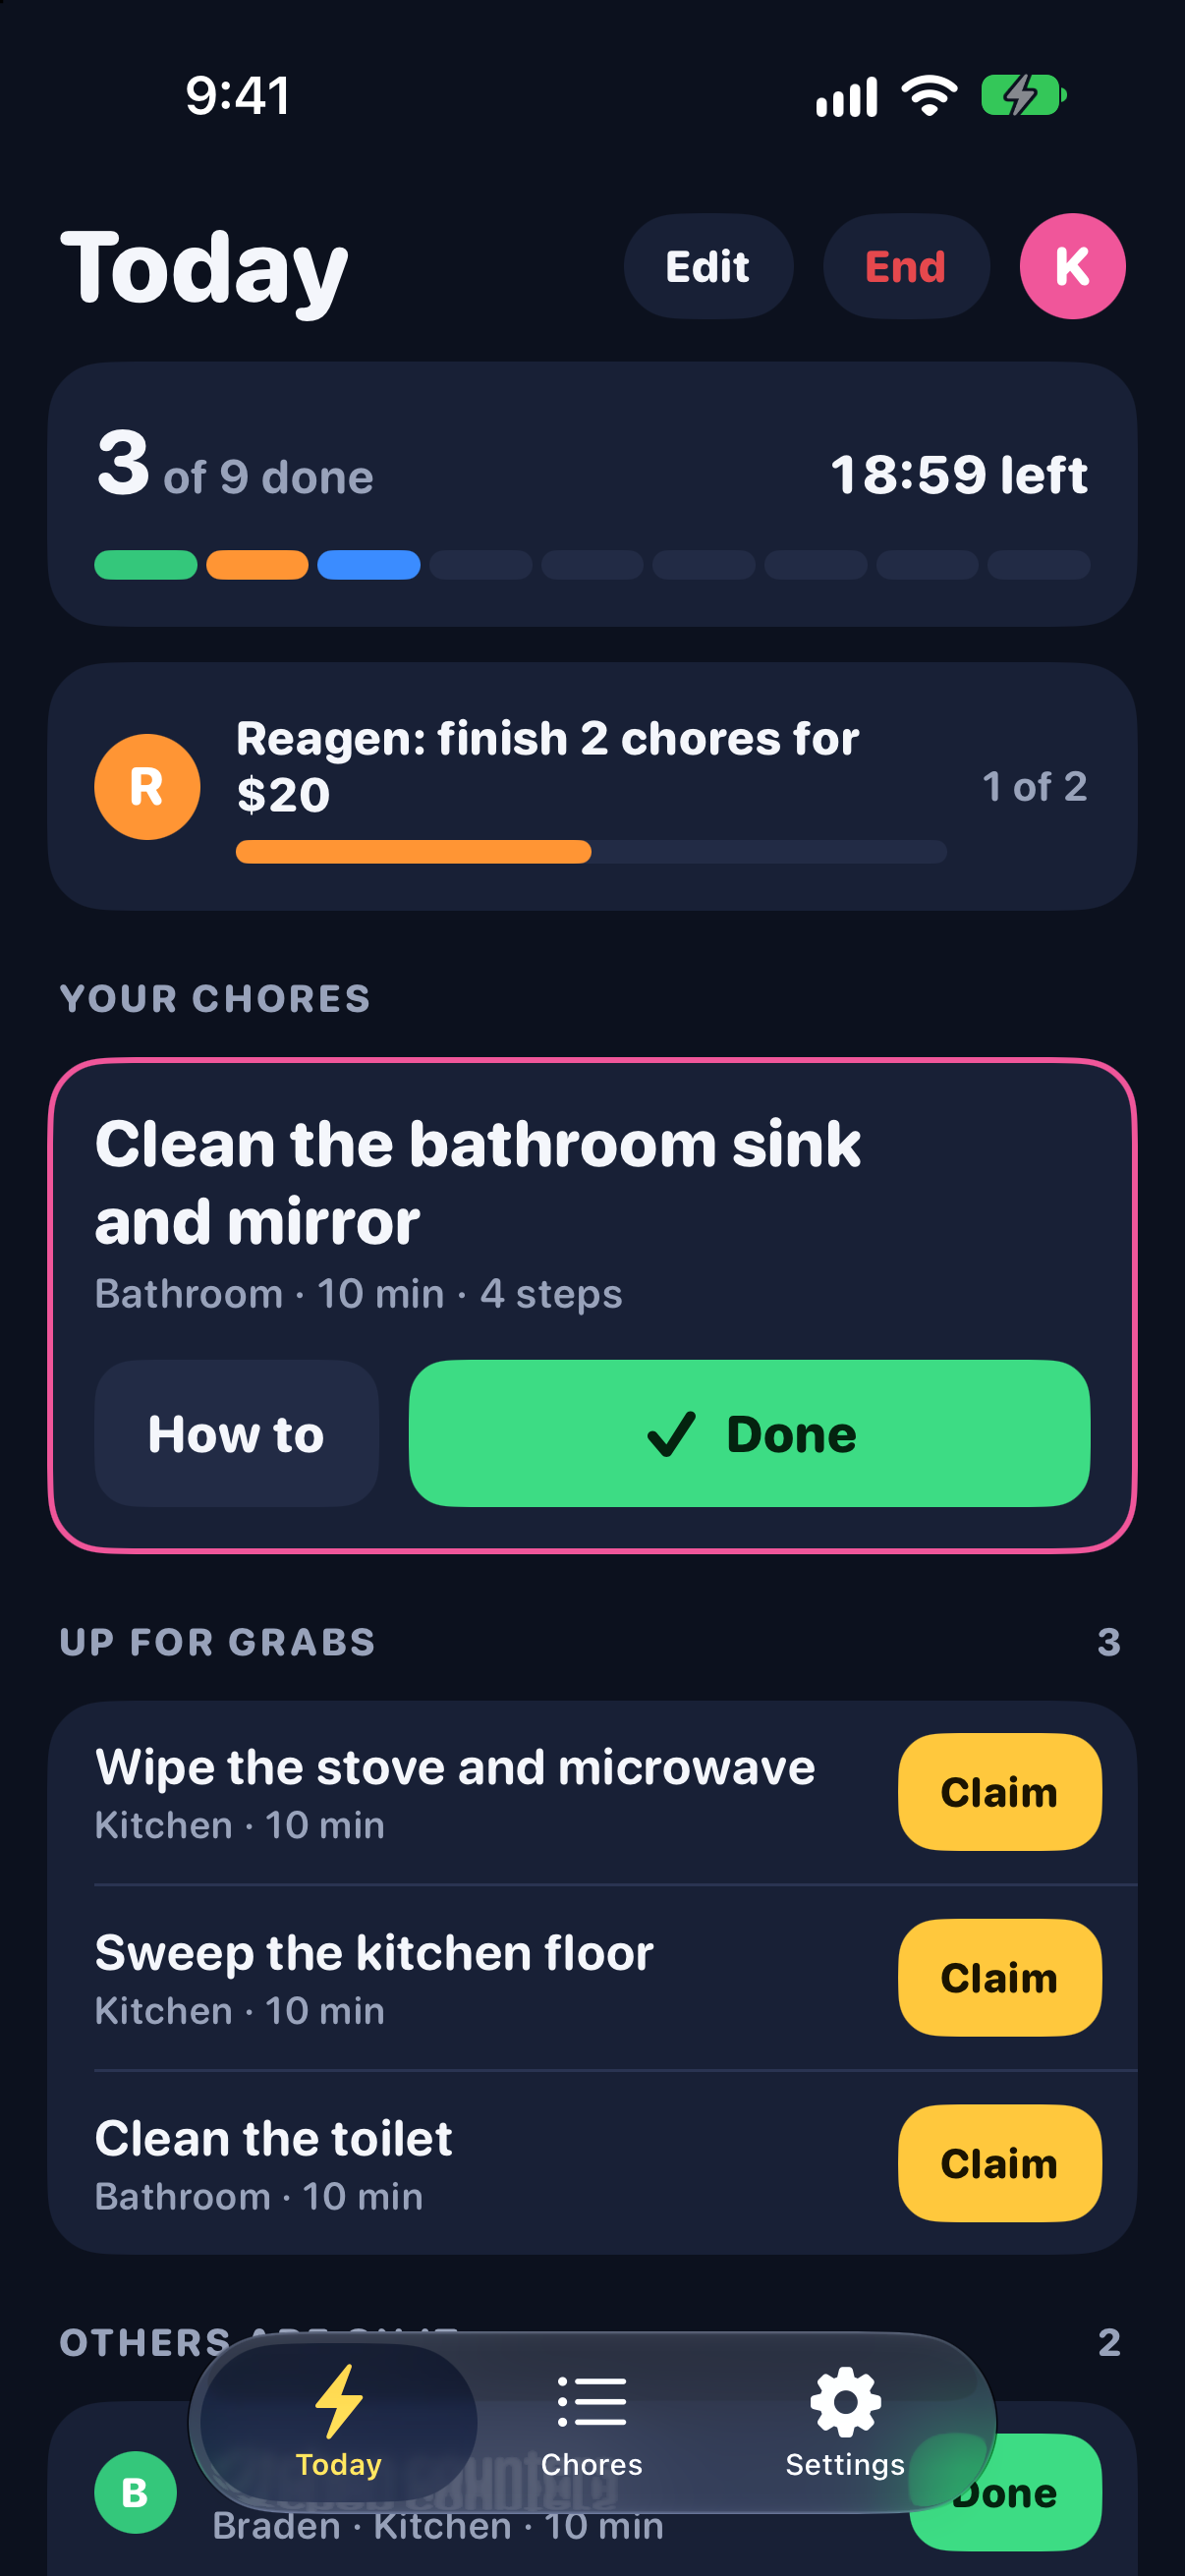 9:41
Today
Edit
End
K
3 of 9 done
18:59 left
R
Reagen: finish 2 chores for
$20
1 of 2
YOUR CHORES
Clean the bathroom sink
and mirror
Bathroom · 10 min · 4 steps
How to
Done
UP FOR GRABS
3
Wipe the stove and microwave
Kitchen · 10 min
Claim
Sweep the kitchen floor
Kitchen · 10 min
Claim
Clean the toilet
Bathroom · 10 min
Claim
OTHERS
2
B
Braden · Kitchen · 10 min
Done
Today
Chores
Settings